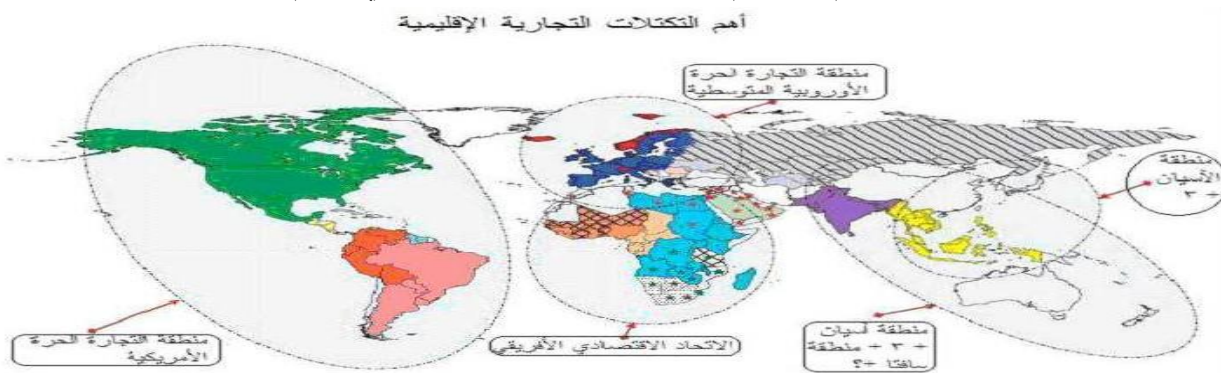 أهم التكتلات التجارية الإقليمية
منطقة التجارة الحرة
الأوروبية المتوسطية
منطقة
الأسيان
+ ٣
منطقة التجارة الحرة
الأمريكية
الاتحاد الاقتصادي الأفريقي
منطقة أسيان
+ ٣ + منطقة
سافتا +؟